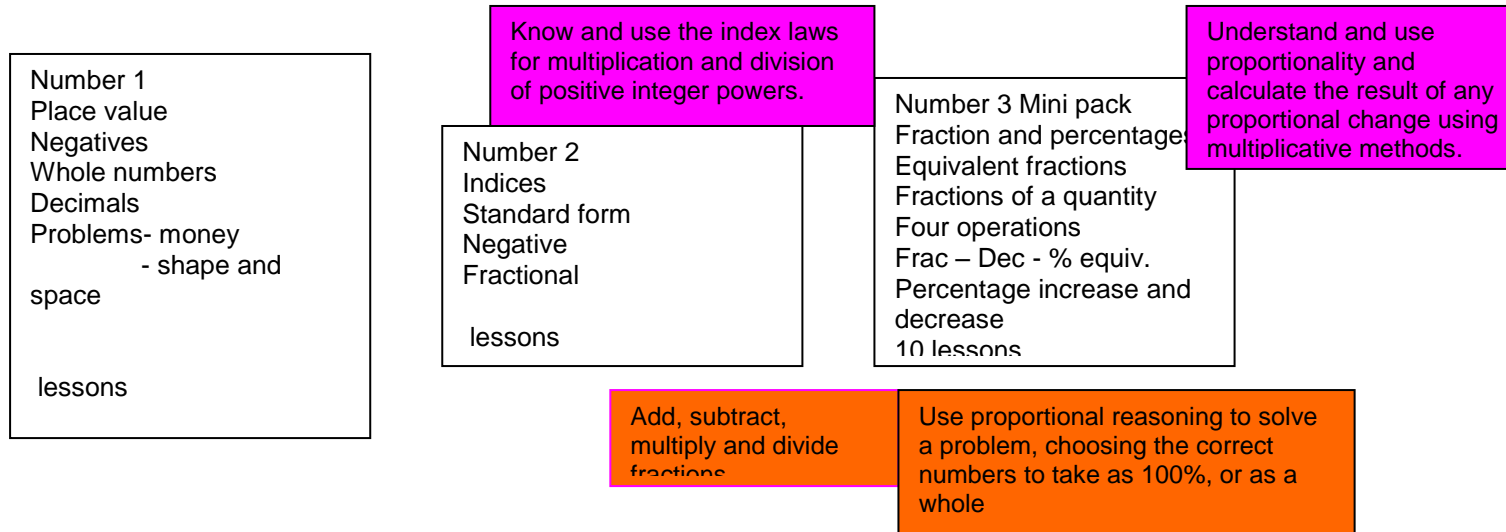 Number 1
Place value
Negatives
Whole numbers
Decimals
Problems- money
- shape and
space
lessons
Know and use the index laws
for multiplication and division
of positive integer powers.
Number 2
Indices
Standard form
Negative
Fractional
lessons
Number 3 Mini pack
Fraction and percentages
Equivalent fractions
Fractions of a quantity
Four operations
Frac – Dec - % equiv.
Percentage increase and
decrease
10 lessons
Understand and use
proportionality and
calculate the result of any
proportional change using
multiplicative methods.
Add, subtract,
multiply and divide
fractions
Use proportional reasoning to solve
a problem, choosing the correct
numbers to take as 100%, or as a
whole